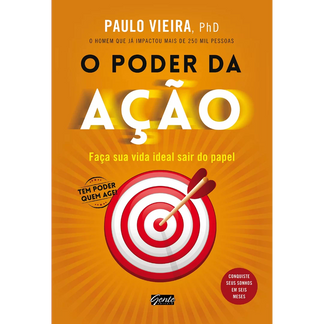 PAULO VIEIRA, PhD
O HOMEM QUE JÁ IMPACTOU MAIS DE 250 MIL PESSOAS
O PODER DA
AÇÃO
Faça sua vida ideal sair do papel
TEM PODER
QUEM AGE!
CONQUISTE
SEUS SONHOS
EM SEIS
MESES
Gente